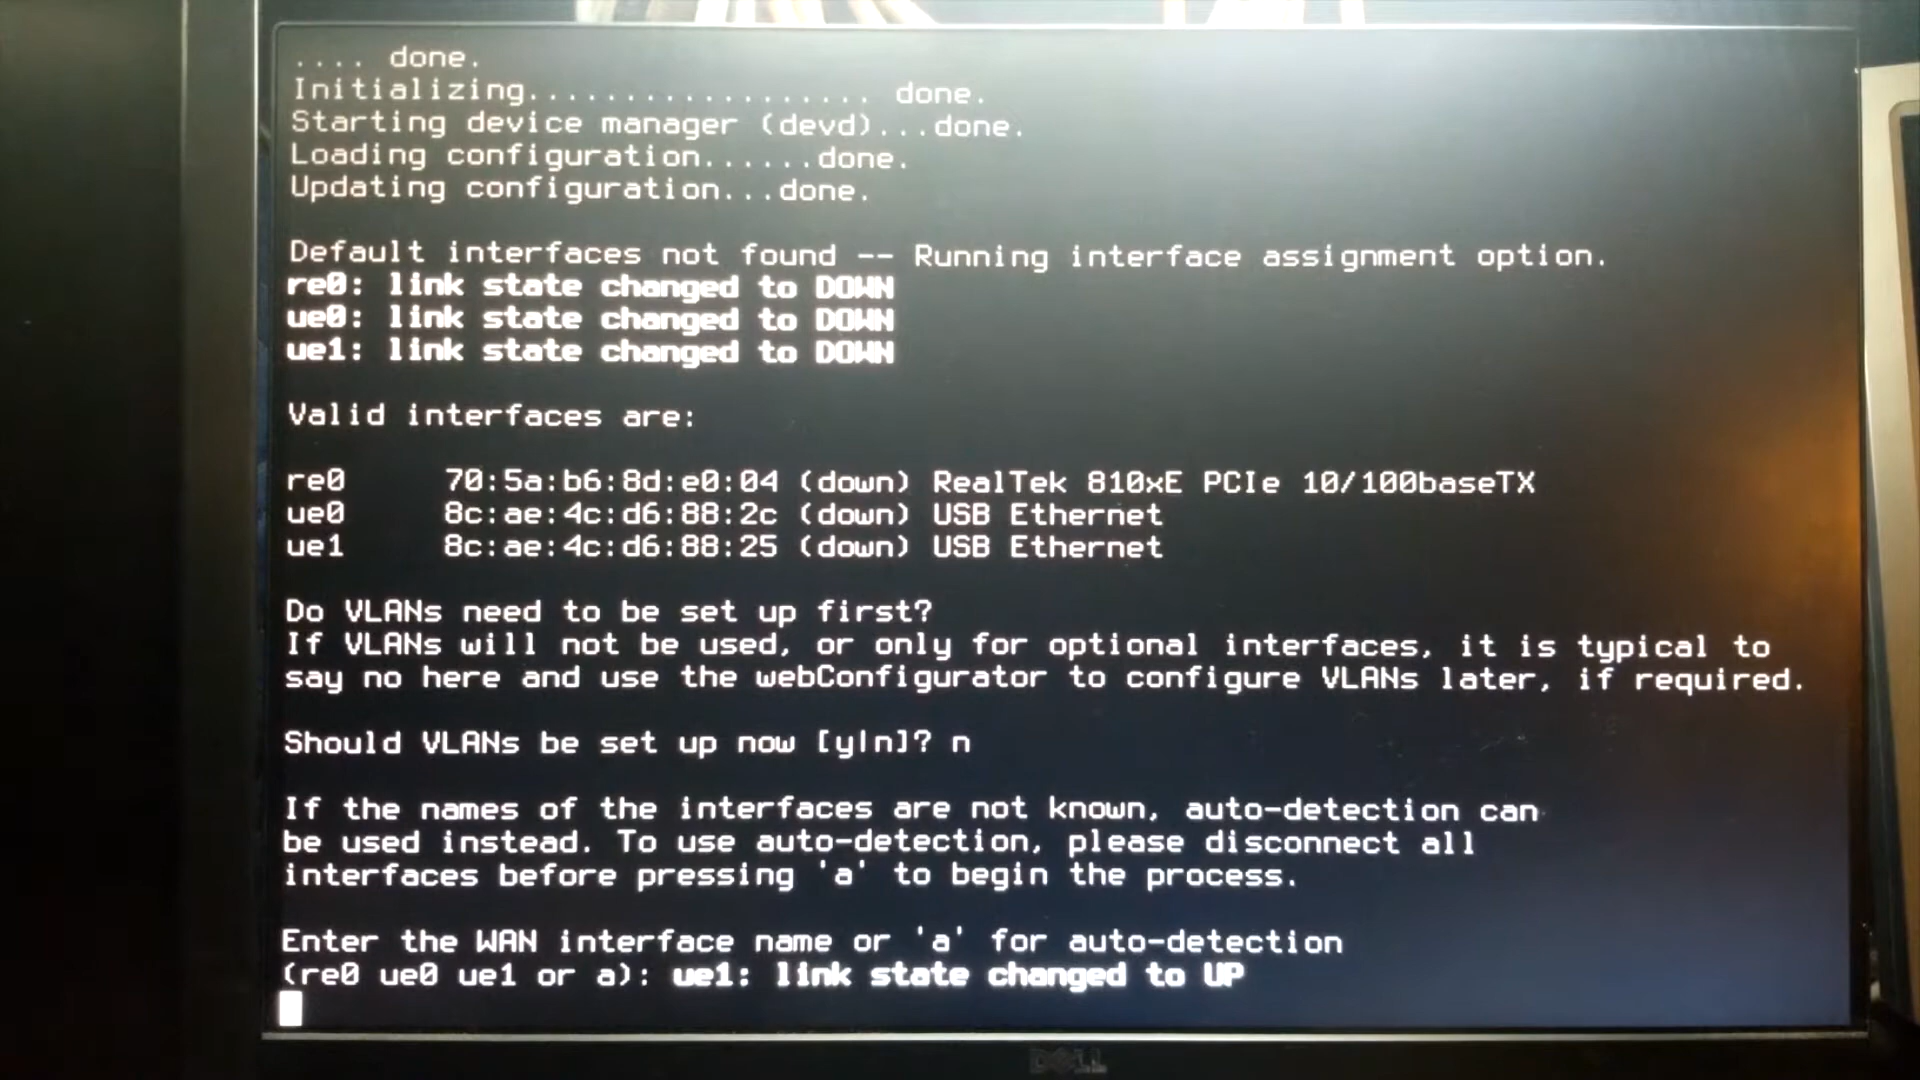 .... done.
Initializing.................. done.
Starting device manager (devd)...done.
Loading configuration......done.
Updating configuration...done.
Default interfaces not found -- Running interface assignment option.
re0: link state changed to DOWN
ue0: link state changed to DOWN
ue1: link state changed to DOWN
Valid interfaces are:
re0 70:5a:b6:8d:e0:04 (down) RealTek 810xE PCIe 10/100baseTX
ue0 8c:ae:4c:d6:88:2c (down) USB Ethernet
ue1 8c:ae:4c:d6:88:25 (down) USB Ethernet
Do VLANs need to be set up first?
If VLANs will not be used, or only for optional interfaces, it is typical to
say no here and use the webConfigurator to configure VLANs later, if required.
Should VLANs be set up now [y|n]? n
If the names of the interfaces are not known, auto-detection can
be used instead. To use auto-detection, please disconnect all
interfaces before pressing 'a' to begin the process.
Enter the WAN interface name or 'a' for auto-detection
(re0 ue0 ue1 or a): ue1: link state changed to UP
DELL